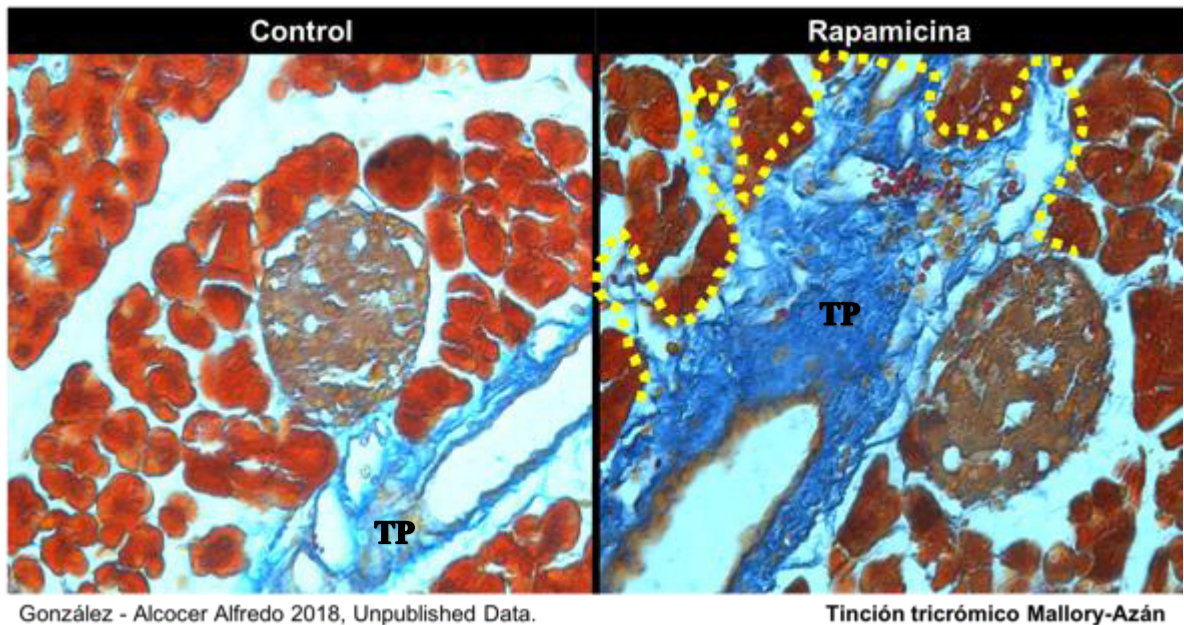 Control
Rapamicina
TP
TP
González - Alcocer Alfredo 2018, Unpublished Data.
Tinción tricrómico Mallory-Azán